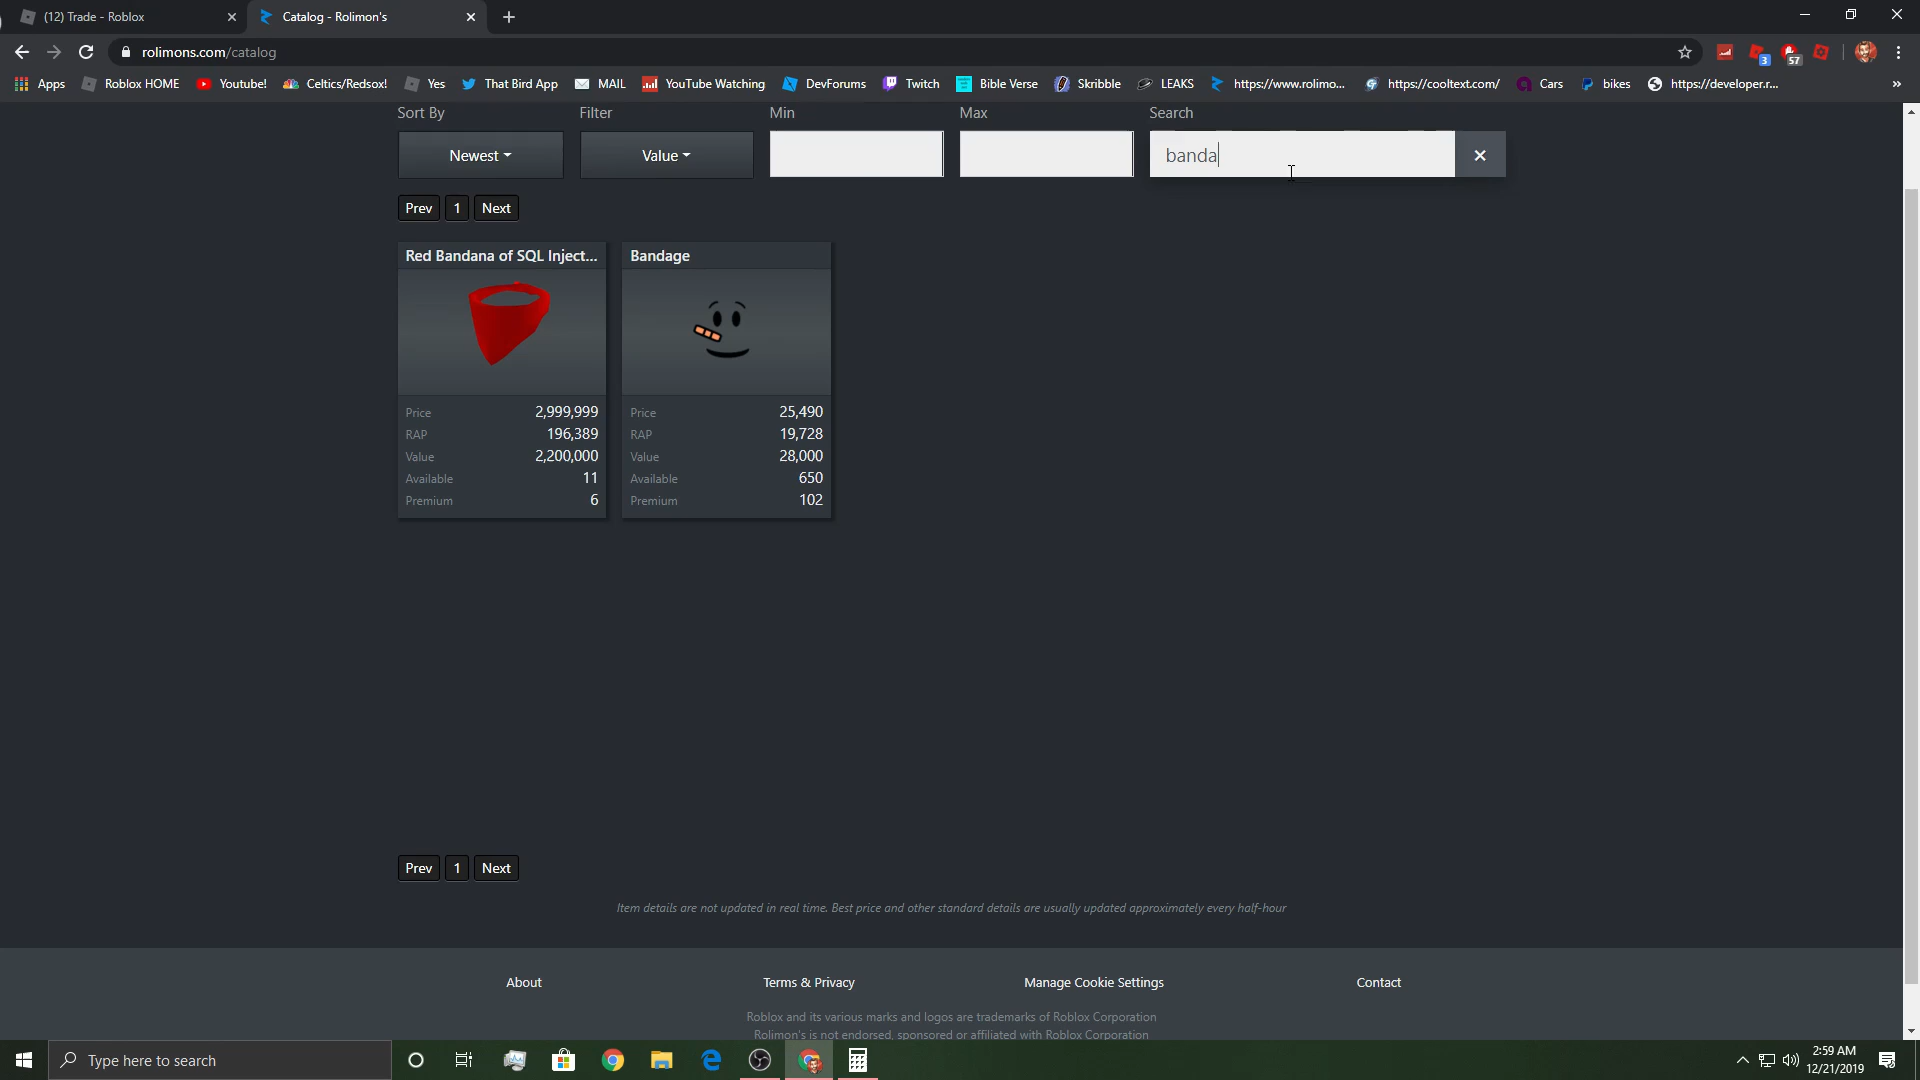 (12) Trade - Roblox
Catalog - Rolimon's
rolimons.com/catalog
3
57
Apps
Roblox HOME
Youtube!
Celtics/Redsox!
Yes
That Bird App
MAIL
YouTube Watching
DevForums
Twitch
Bible Verse
Skribble
LEAKS
https://www.rolimo...
https://cooltext.com/
Cars
bikes
https://developer.r...
»
Sort By
Filter
Min
Max
Search
Newest
Value
banda
Prev 1 Next
Red Bandana of SQL Inject...
Price 2,999,999
RAP 196,389
Value 2,200,000
Available 11
Premium 6
Bandage
Price 25,490
RAP 19,728
Value 28,000
Available 650
Premium 102
Prev 1 Next
Item details are not updated in real time. Best price and other standard details are usually updated approximately every half-hour
About
Terms & Privacy
Manage Cookie Settings
Contact
Roblox and its various marks and logos are trademarks of Roblox Corporation
Rolimon's is not endorsed, sponsored or affiliated with Roblox Corporation
Type here to search
2:59 AM
12/21/2019